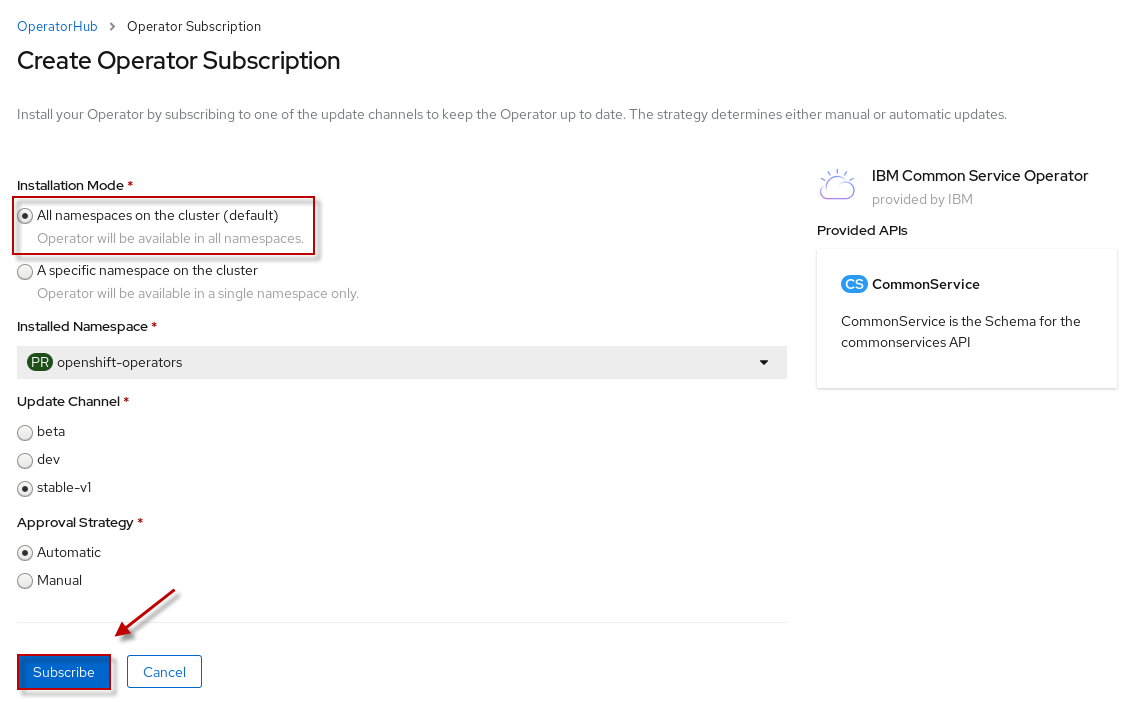 OperatorHub > Operator Subscription
Create Operator Subscription
Install your Operator by subscribing to one of the update channels to keep the Operator up to date. The strategy determines either manual or automatic updates.
Installation Mode *
All namespaces on the cluster (default)
Operator will be available in all namespaces.
A specific namespace on the cluster
Operator will be available in a single namespace only.
Installed Namespace *
PR openshift-operators
Update Channel *
beta
dev
stable-v1
Approval Strategy *
Automatic
Manual
Subscribe Cancel
IBM Common Service Operator
provided by IBM
Provided APIs
CS CommonService
CommonService is the Schema for the
commonservices API